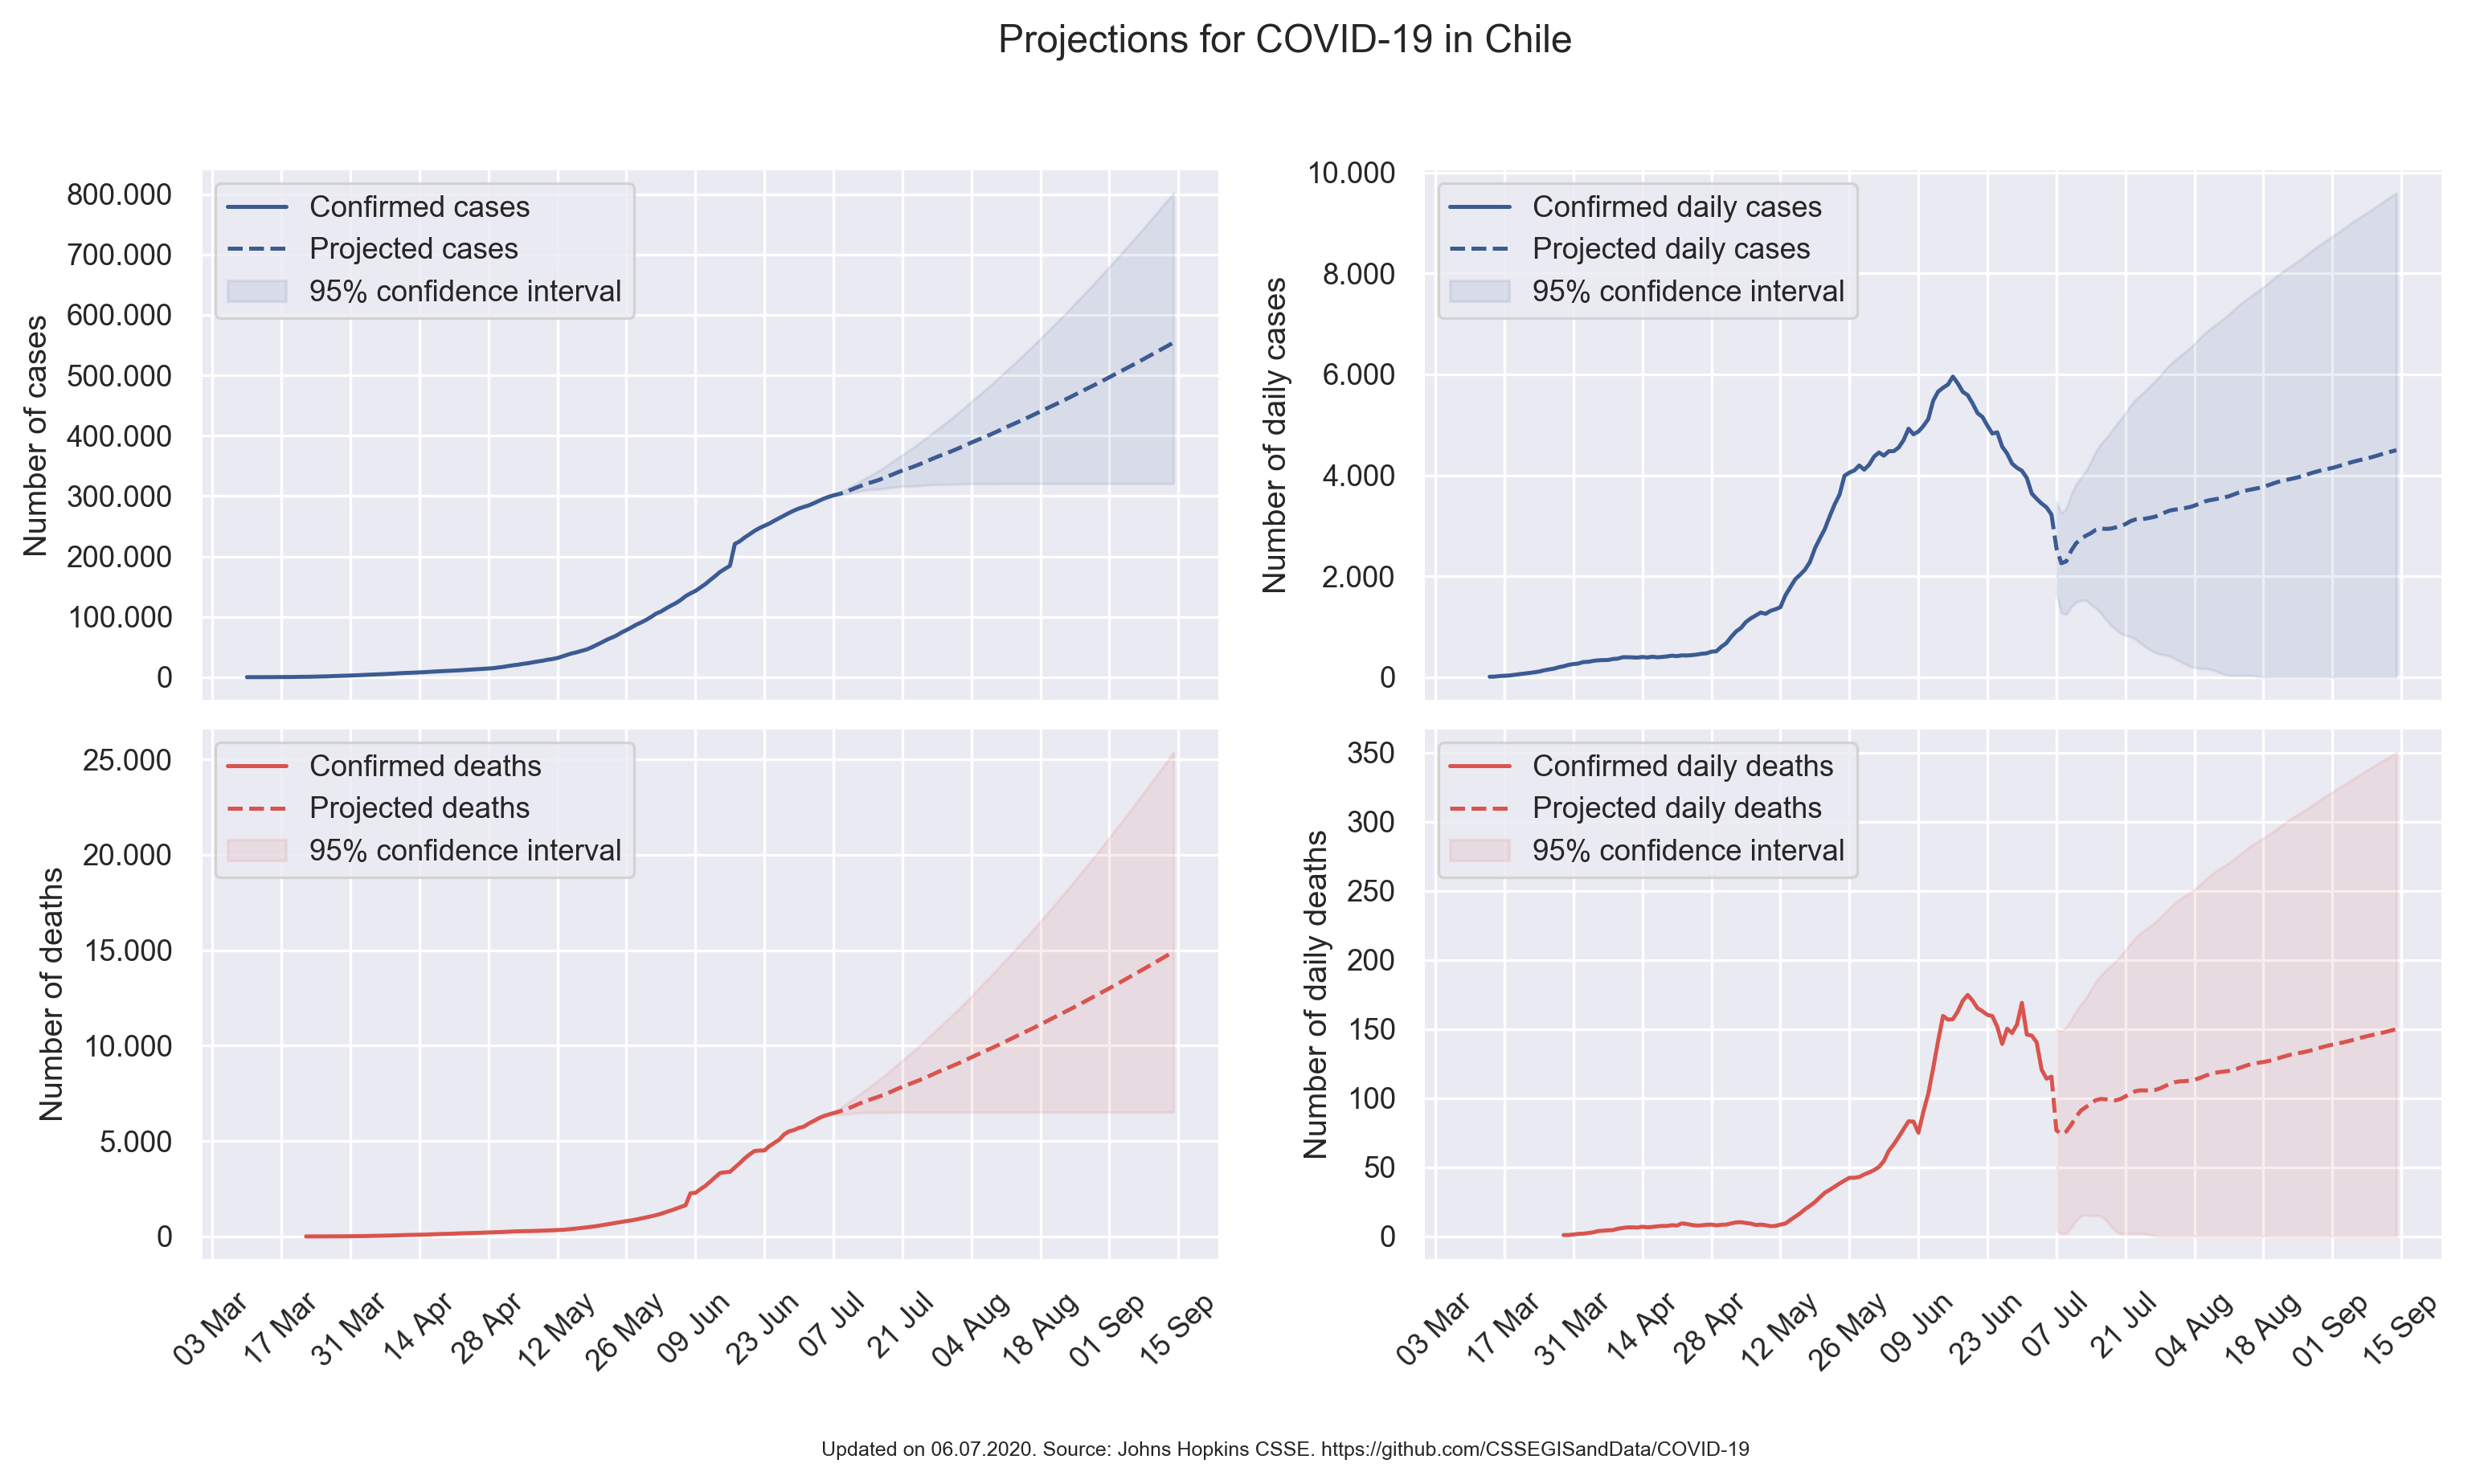 Projections for COVID-19 in Chile
Number of cases
800.000
700.000
600.000
500.000
400.000
300.000
200.000
100.000
0
Confirmed cases
Projected cases
95% confidence interval
Number of daily cases
10.000
8.000
6.000
4.000
2.000
0
Confirmed daily cases
Projected daily cases
95% confidence interval
Number of deaths
25.000
20.000
15.000
10.000
5.000
0
Confirmed deaths
Projected deaths
95% confidence interval
03 Mar
17 Mar
31 Mar
14 Apr
28 Apr
12 May
26 May
09 Jun
23 Jun
07 Jul
21 Jul
04 Aug
18 Aug
01 Sep
15 Sep
Number of daily deaths
350
300
250
200
150
100
50
0
Confirmed daily deaths
Projected daily deaths
95% confidence interval
03 Mar
17 Mar
31 Mar
14 Apr
28 Apr
12 May
26 May
09 Jun
23 Jun
07 Jul
21 Jul
04 Aug
18 Aug
01 Sep
15 Sep
Updated on 06.07.2020. Source: Johns Hopkins CSSE. https://github.com/CSSEGISandData/COVID-19